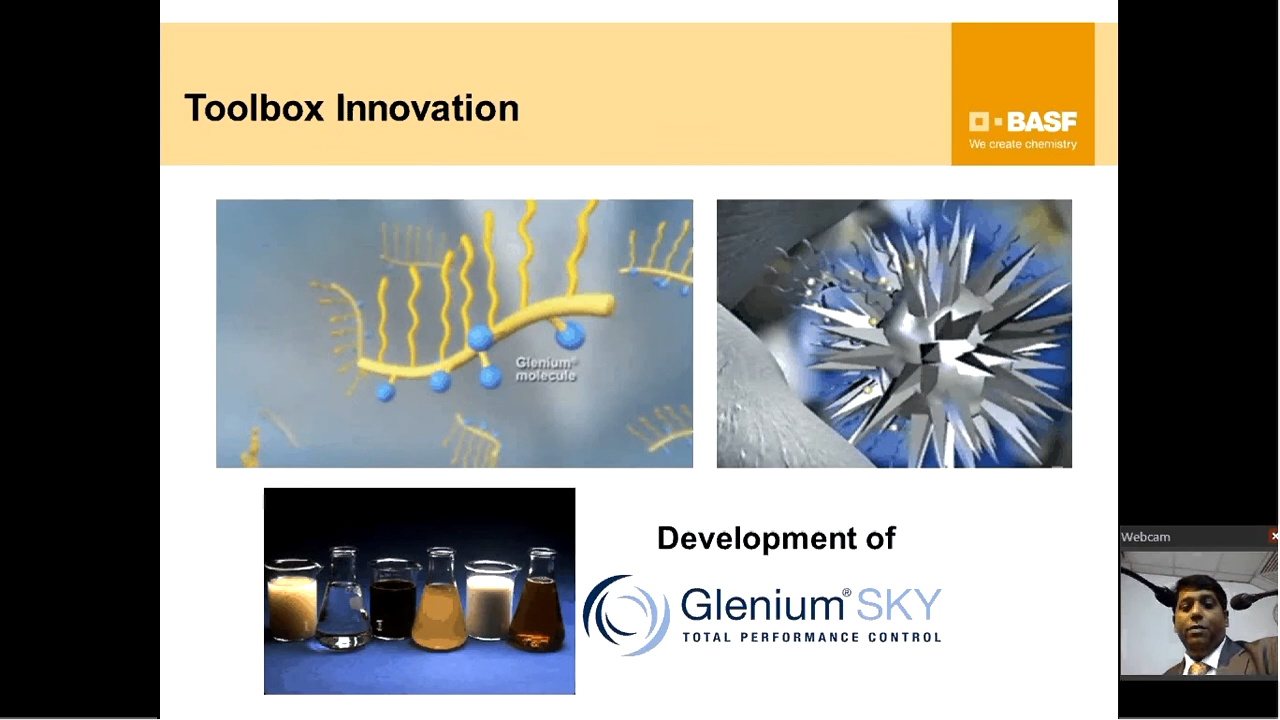 Toolbox Innovation
BASF
We create chemistry
Glenium®
molecule
Development of
Glenium® SKY
TOTAL PERFORMANCE CONTROL
Webcam